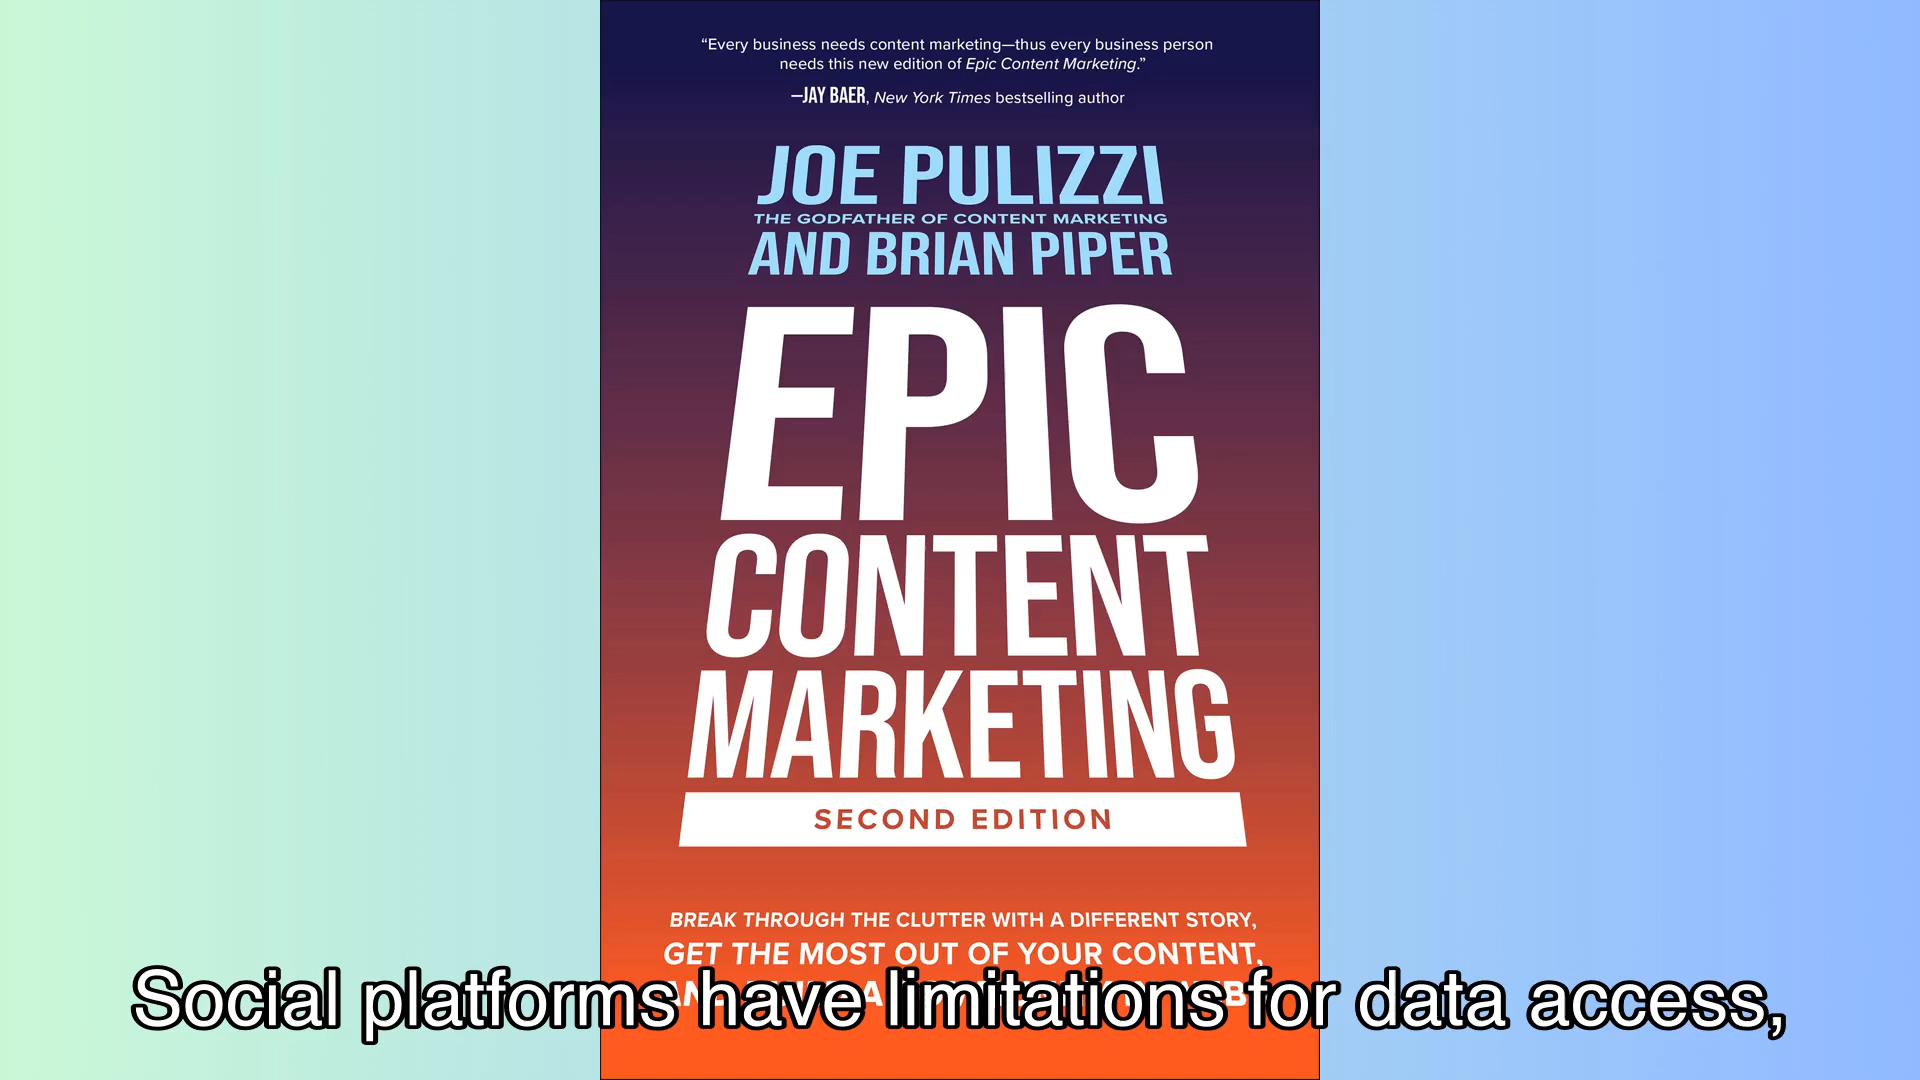 “Every business needs content marketing—thus every business person
needs this new edition of Epic Content Marketing.”
—JAY BAER, New York Times bestselling author
JOE PULIZZI
THE GODFATHER OF CONTENT MARKETING
AND BRIAN PIPER
EPIC
CONTENT
MARKETING
SECOND EDITION
BREAK THROUGH THE CLUTTER WITH A DIFFERENT STORY,
GET THE MOST OUT OF YOUR CONTENT,
Social platforms have limitations for data access,